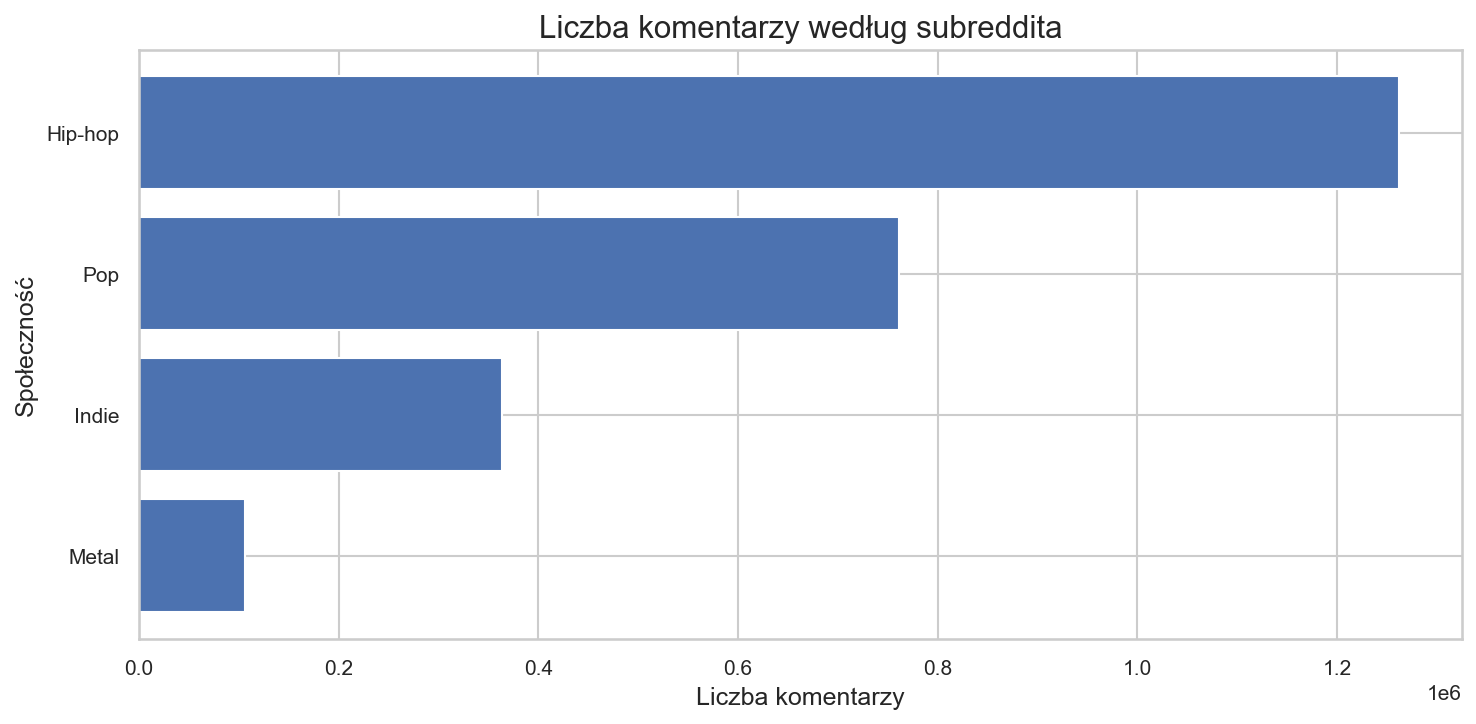 Liczba komentarzy według subreddita
Hip-hop
Pop
Indie
Metal
Społeczność
0.0 0.2 0.4 0.6 0.8 1.0 1.2
1e6
Liczba komentarzy